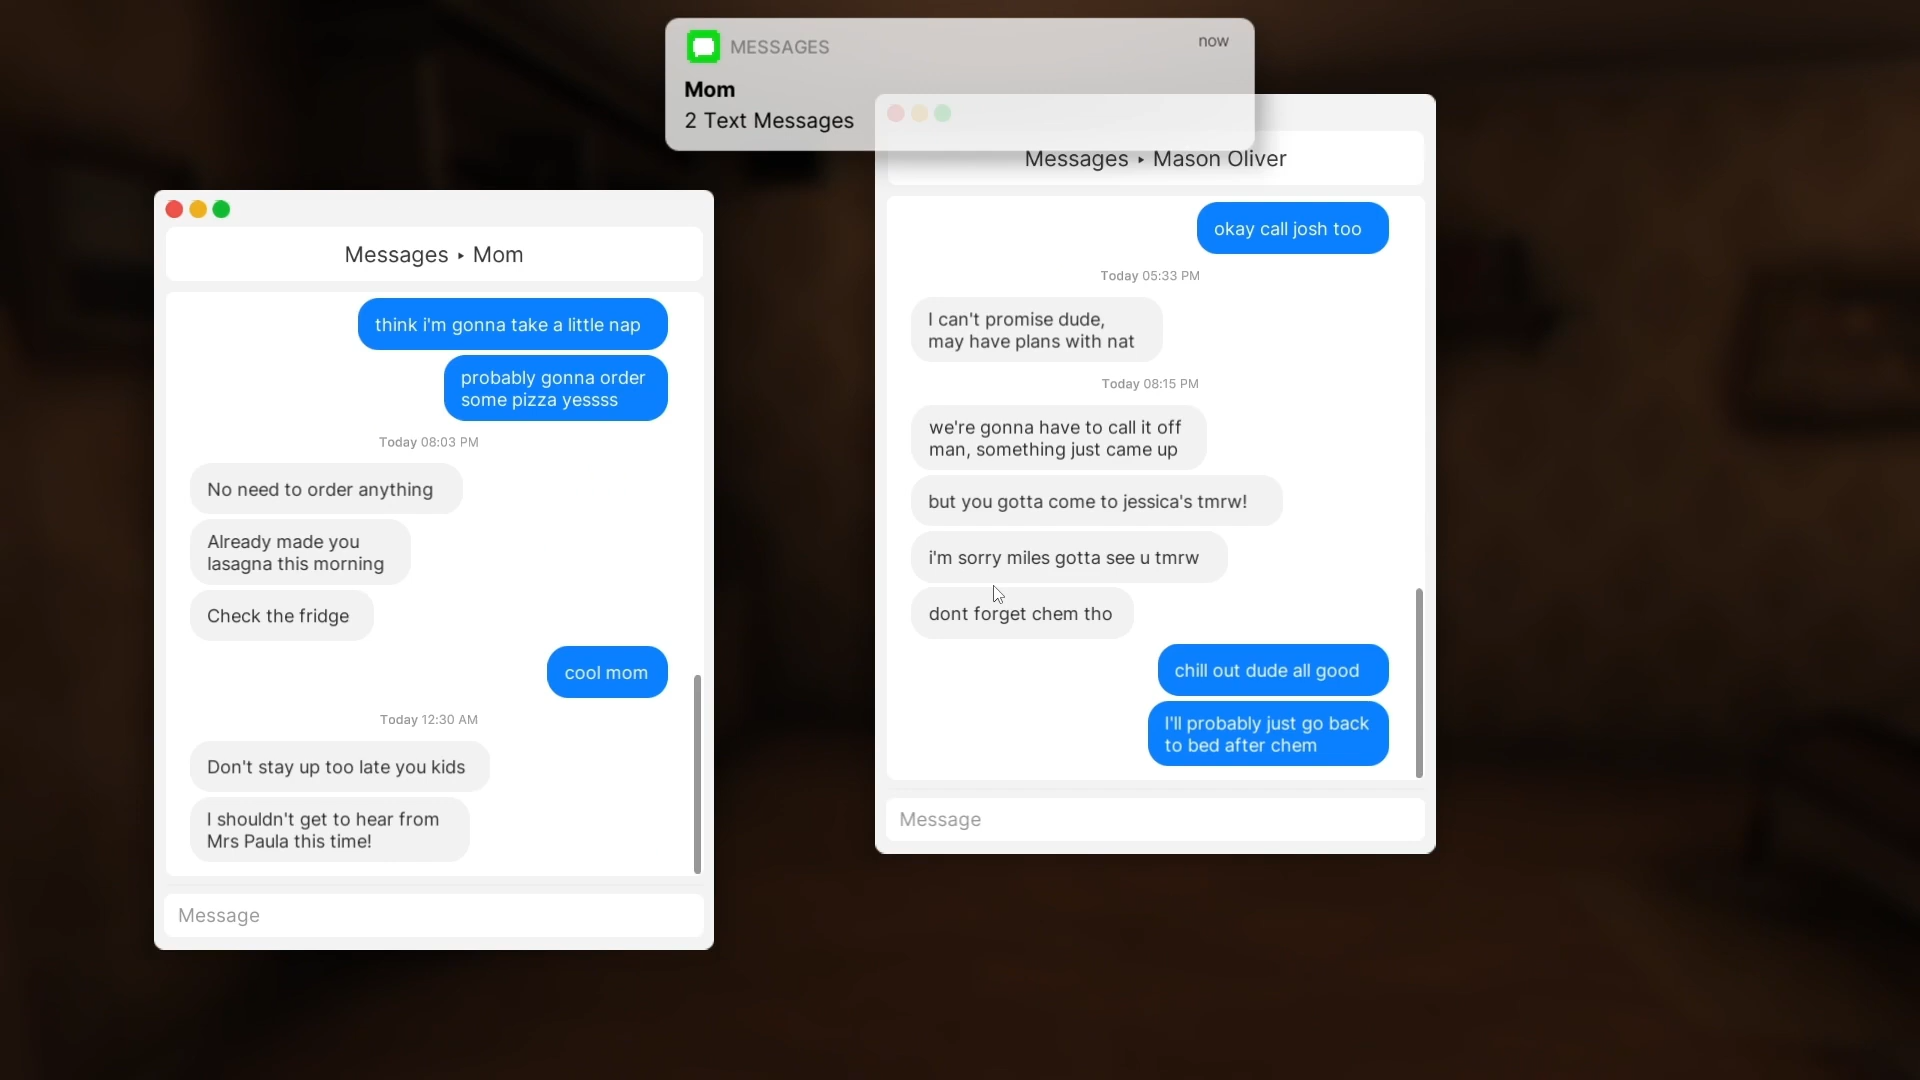 MESSAGES
now
Mom
2 Text Messages
Messages ‣ Mom
think i'm gonna take a little nap
probably gonna order
some pizza yessss
Today 08:03 PM
No need to order anything
Already made you
lasagna this morning
Check the fridge
cool mom
Today 12:30 AM
Don't stay up too late you kids
I shouldn't get to hear from
Mrs Paula this time!
Message
Messages ‣ Mason Oliver
okay call josh too
Today 05:33 PM
I can't promise dude,
may have plans with nat
Today 08:15 PM
we're gonna have to call it off
man, something just came up
but you gotta come to jessica's tmrw!
i'm sorry miles gotta see u tmrw
dont forget chem tho
chill out dude all good
I'll probably just go back
to bed after chem
Message